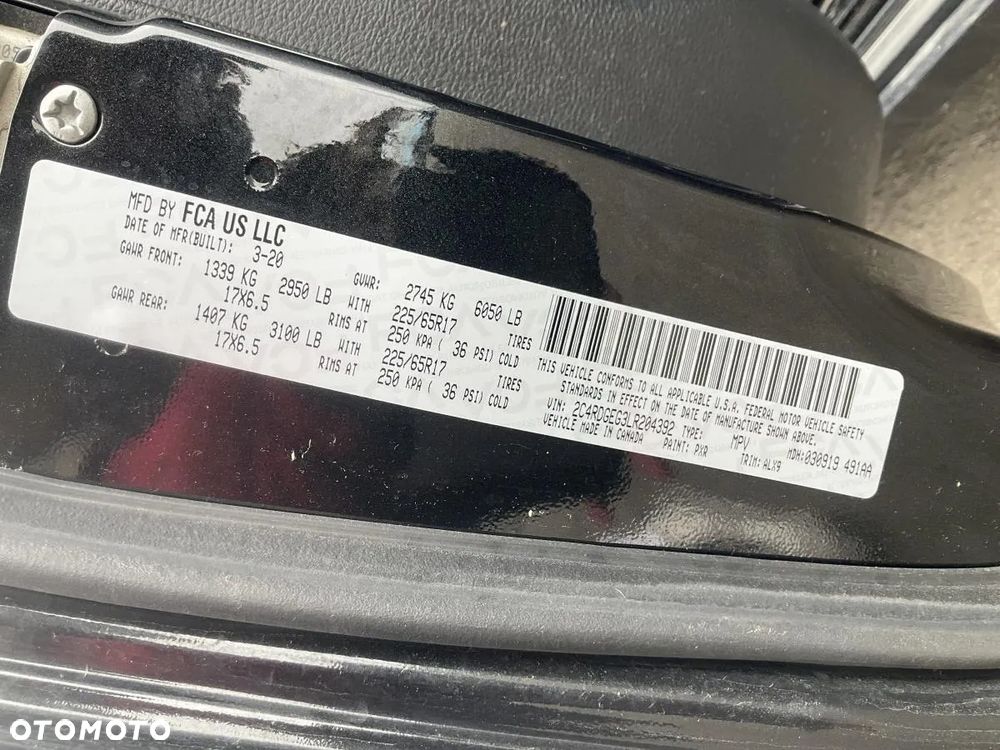 MFD BY FCA US LLC
DATE OF MFR(BUILT): 3-20 GVWR: 2745 KG 6050 LB
GAWR FRONT: 1339 KG 2950 LB WITH 225/65R17 TIRES
17X6.5 RIMS AT 250 KPA ( 36 PSI) COLD
GAWR REAR: 1407 KG 3100 LB WITH 225/65R17 TIRES
17X6.5 RIMS AT 250 KPA ( 36 PSI) COLD
THIS VEHICLE CONFORMS TO ALL APPLICABLE U.S.A. FEDERAL MOTOR VEHICLE SAFETY
STANDARDS IN EFFECT ON THE DATE OF MANUFACTURE SHOWN ABOVE.
VIN: 2C4RDGEG3LR204392 TYPE: MPV MDH:030919 491AA
VEHICLE MADE IN CANADA PAINT: PXR TRIM:ALX9
OTOMOTO